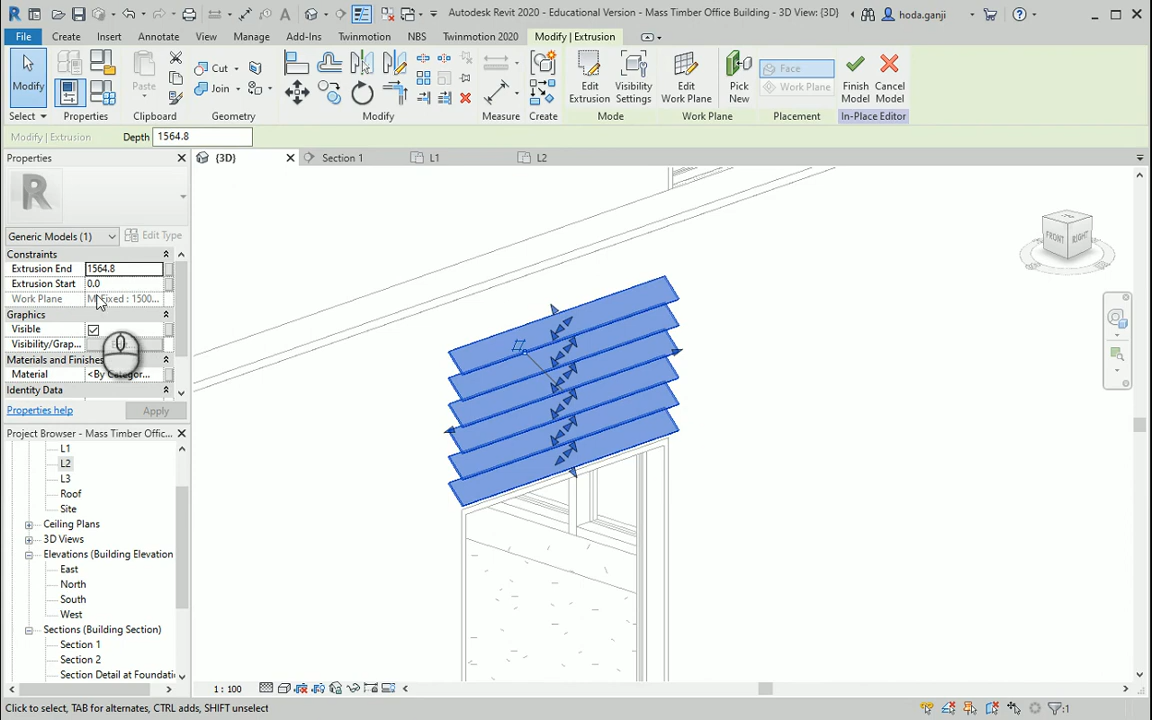 Autodesk Revit 2020 - Educational Version - Mass Timber Office Building - 3D View: {3D}
hoda.ganji
File Create Insert Annotate View Manage Add-Ins Twinmotion NBS Twinmotion 2020 Modify | Extrusion
Modify
Paste
Cut
Join
Edit Extrusion
Visibility Settings
Edit Work Plane
Pick New
Face
Work Plane
Finish Model
Cancel Model
Select Properties Clipboard Geometry Modify Measure Create Mode Work Plane Placement In-Place Editor
Modify | Extrusion Depth 1564.8
Properties
{3D} Section 1 L1 L2
Generic Models (1) Edit Type
Constraints
Extrusion End 1564.8
Extrusion Start 0.0
Work Plane
Graphics
Visible
Visibility/Grap...
Materials and Finishes
Material <By Categor...
Identity Data
Properties help Apply
Project Browser - Mass Timber Offic...
L1
L2
L3
Roof
Site
Ceiling Plans
3D Views
Elevations (Building Elevation
East
North
South
West
Sections (Building Section)
Section 1
Section 2
Section Detail at Foundati
FRONT RIGHT
1 : 100
Click to select, TAB for alternates, CTRL adds, SHIFT unselect
:1